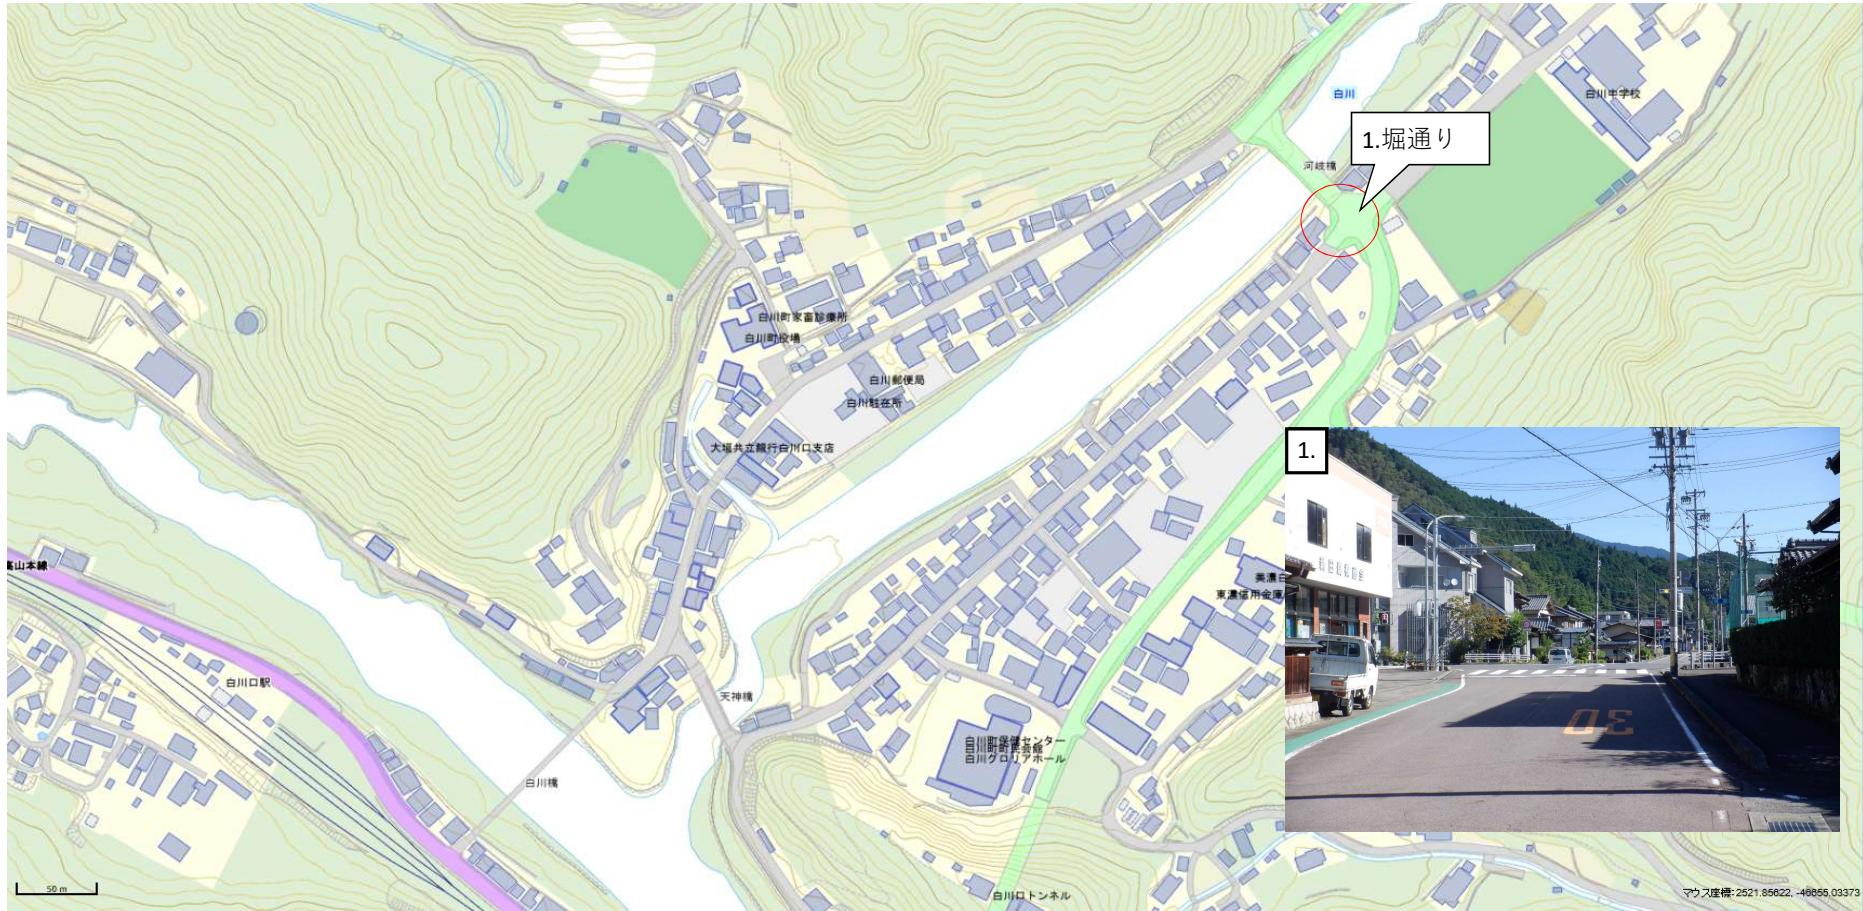 白川
白川中学校
1.堀通り
河岐橋
白川町家畜診療所
白川町役場
白川郵便局
白川駐在所
大垣共立銀行白川口支店
1.
高山本線
美濃白
東濃信用金庫
30
白川口駅
天神橋
白川町保健センター
白川町町民会館
白川グロリアホール
白川橋
50 m
白川口トンネル
マウス座標:2521.85622, -46655.03373